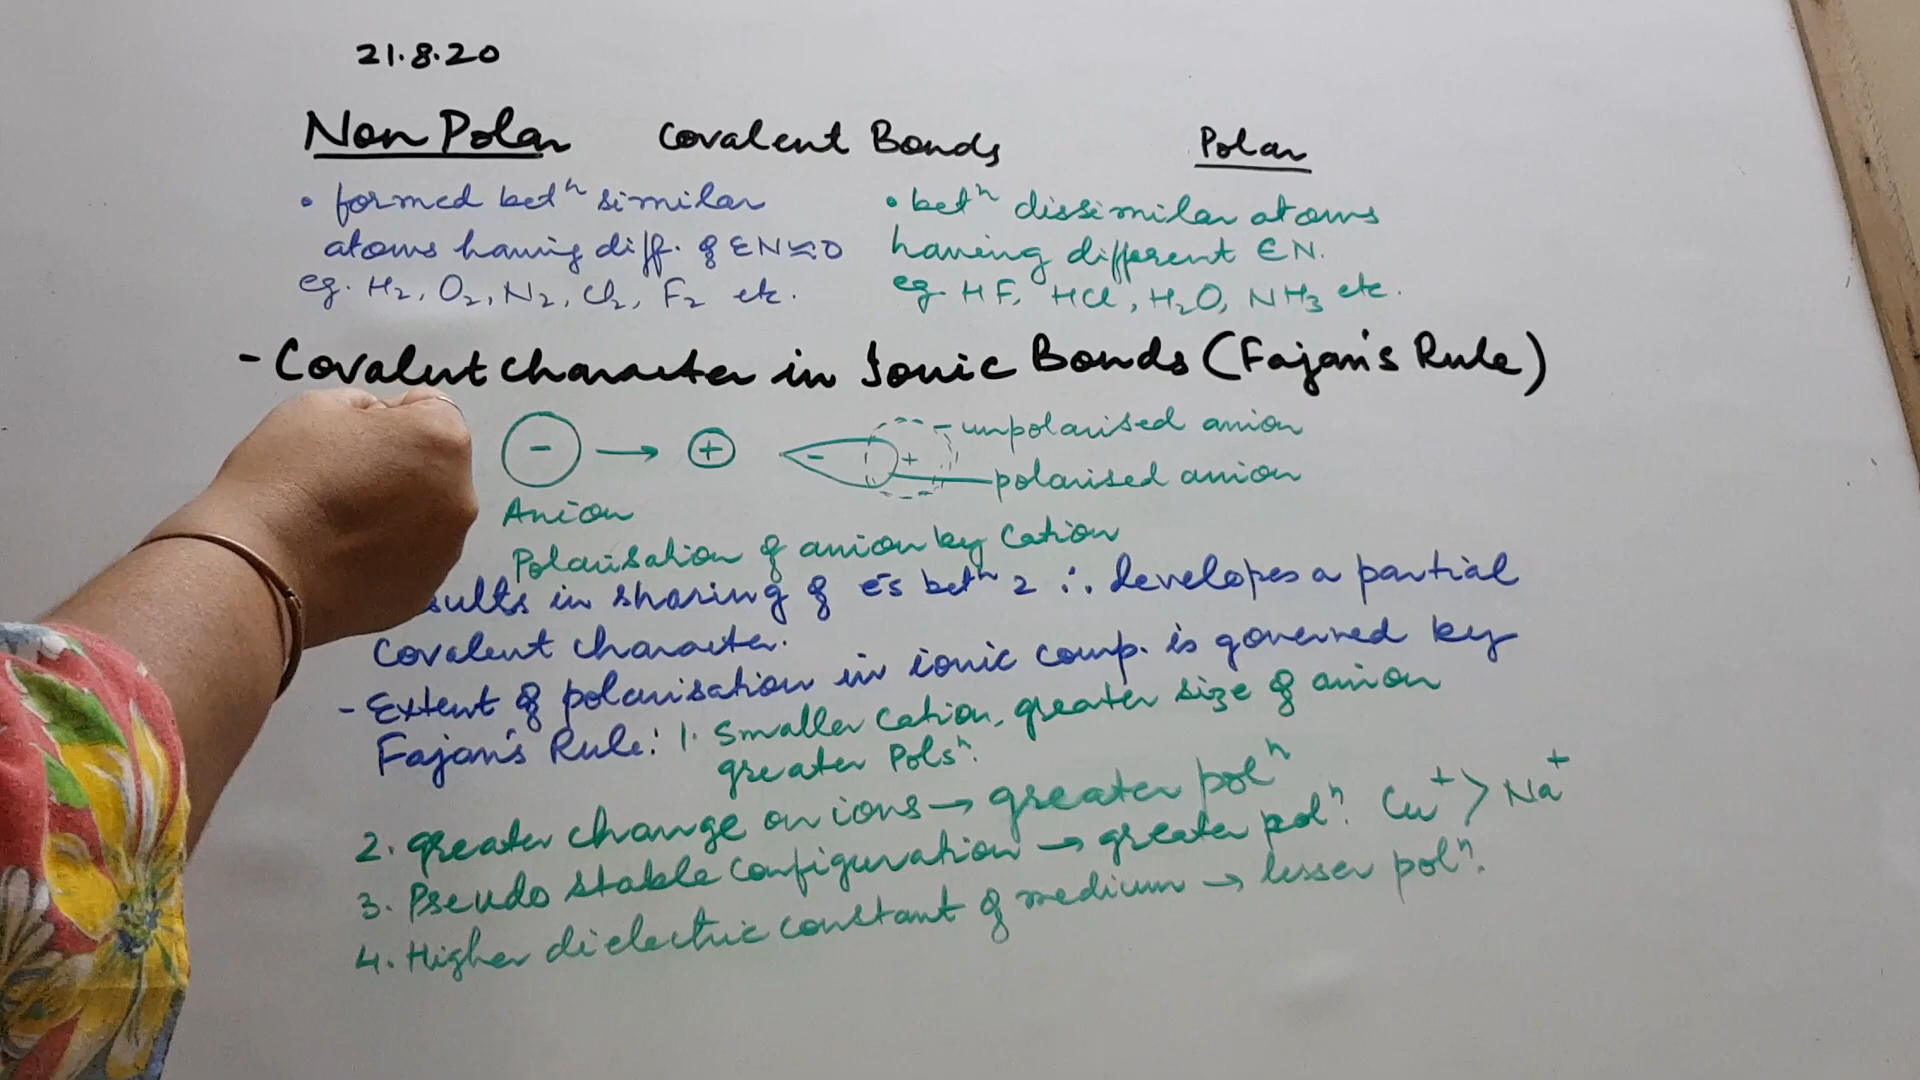 21.8.20
Non Polar Covalent Bonds Polar
• formed betⁿ similar
atoms having diff. of EN≈0
eg. H₂, O₂, N₂, Cl₂, F₂ etc.
• betⁿ dissimilar atoms
having different EN.
eg. HF, HCl, H₂O, NH₃ etc.
- Covalent character in Ionic Bonds (Fajan's Rule)
- → + - + unpolarised anion
polarised anion
Anion
Polarisation of anion by Cation
sults in sharing of e⁻s betⁿ 2 ∴ developes a partial
covalent character.
- Extent of polarisation in ionic comp. is governed by
Fajan's Rule: 1. Smaller Cation, greater size of anion
greater Polsⁿ.
2. greater charge on ions → greater polⁿ
3. Pseudo stable configuration → greater polⁿ. Cu⁺ > Na⁺
4. Higher dielectric constant of medium → lesser polⁿ.